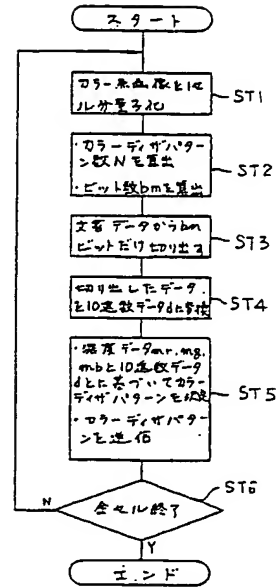 スタート
カラー原画像を1セ
ル分量子化
ST1
・カラーディザパター
ン数Nを算出
・ビット数bmを算出
ST2
文書データからbm
ビットだけ切り出す
ST3
切り出したデータ
を10進数データdに変換
ST4
・濃度データmr,mg,
mbと10進数データ
dとに基づいてカラー
ディザパターンを決定
・カラーディザパター
ンを送信
ST5
全セル終了
ST6
N
Y
エンド